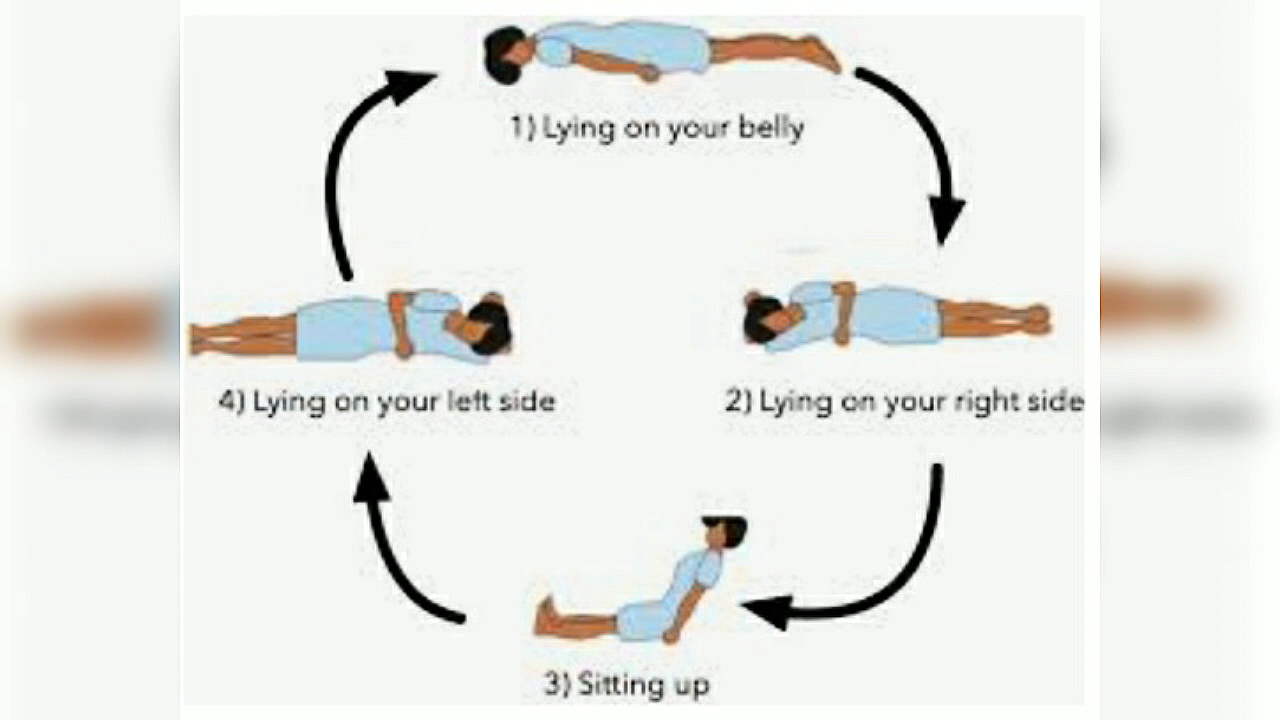 1) Lying on your belly
4) Lying on your left side
2) Lying on your right side
3) Sitting up